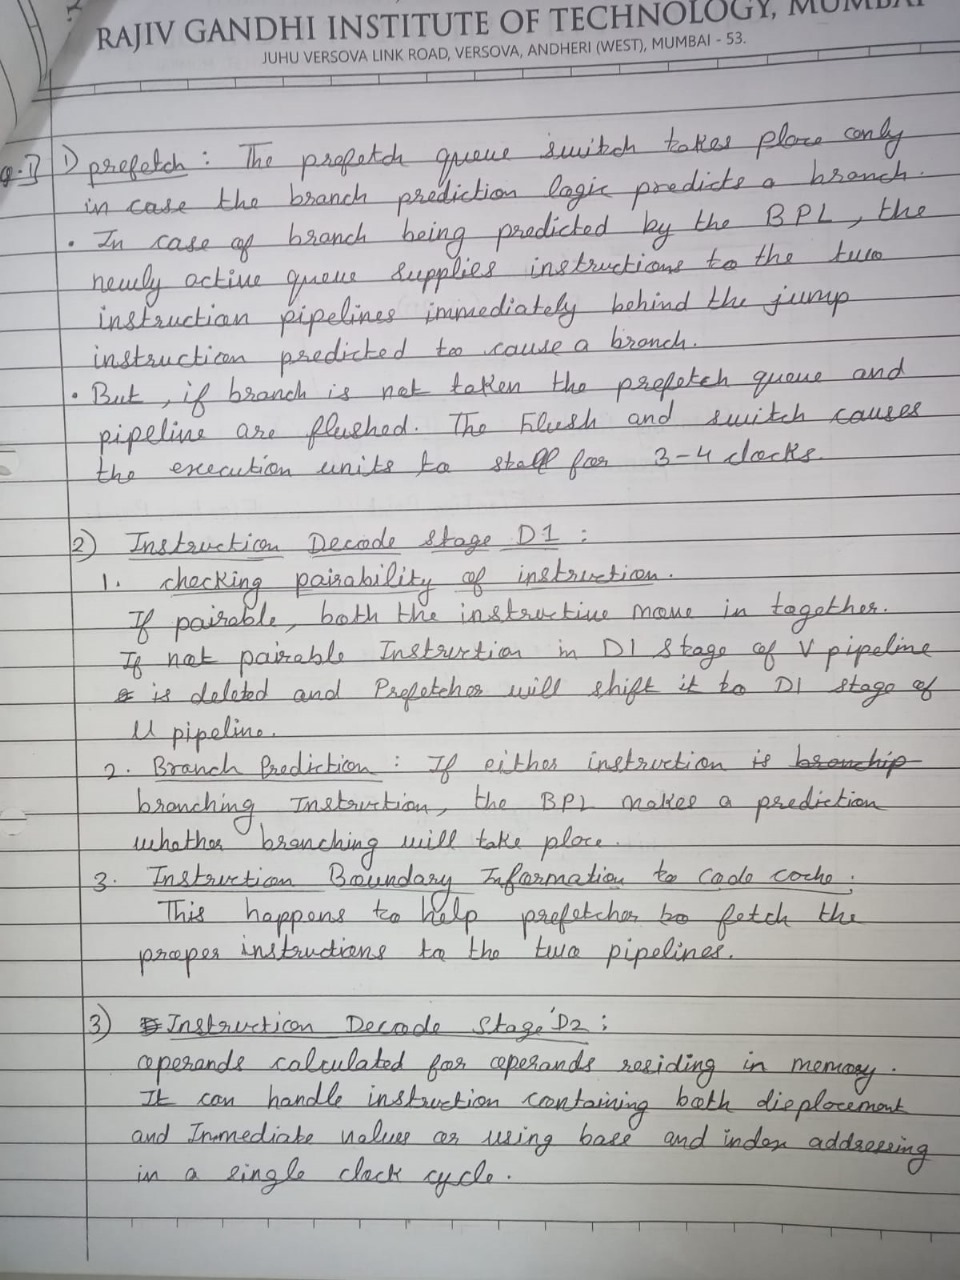 RAJIV GANDHI INSTITUTE OF TECHNOLOGY, MUMBAI
JUHU VERSOVA LINK ROAD, VERSOVA, ANDHERI (WEST), MUMBAI - 53.
Q.1] 1) prefetch : The prefetch queue switch takes place only
in case the branch prediction logic predicts a branch.
• In case of branch being predicted by the BPL, the
newly active queue supplies instructions to the two
instruction pipelines immediately behind the jump
instruction predicted to cause a branch.
• But, if branch is not taken the prefetch queue and
pipeline are flushed. The Flush and switch causes
the execution units to stall for 3-4 clocks.
2) Instruction Decode Stage D1 :
1. checking pairability of instruction.
If pairable, both the instructive move in together.
If not pairable Instruction in D1 Stage of V pipeline
is deleted and Prefetcher will shift it to D1 stage of
U pipeline.
2. Branch Prediction : If either instruction is branchip
branching Instruction, the BPL makes a prediction
whether branching will take place.
3. Instruction Boundary Information to code cache.
This happens to help prefetcher to fetch the
proper instructions to the two pipelines.
3) Instruction Decode Stage D2 :
operands calculated for operands residing in memory.
It can handle instruction containing both displacement
and Immediate values or using base and index addressing
in a single clock cycle.